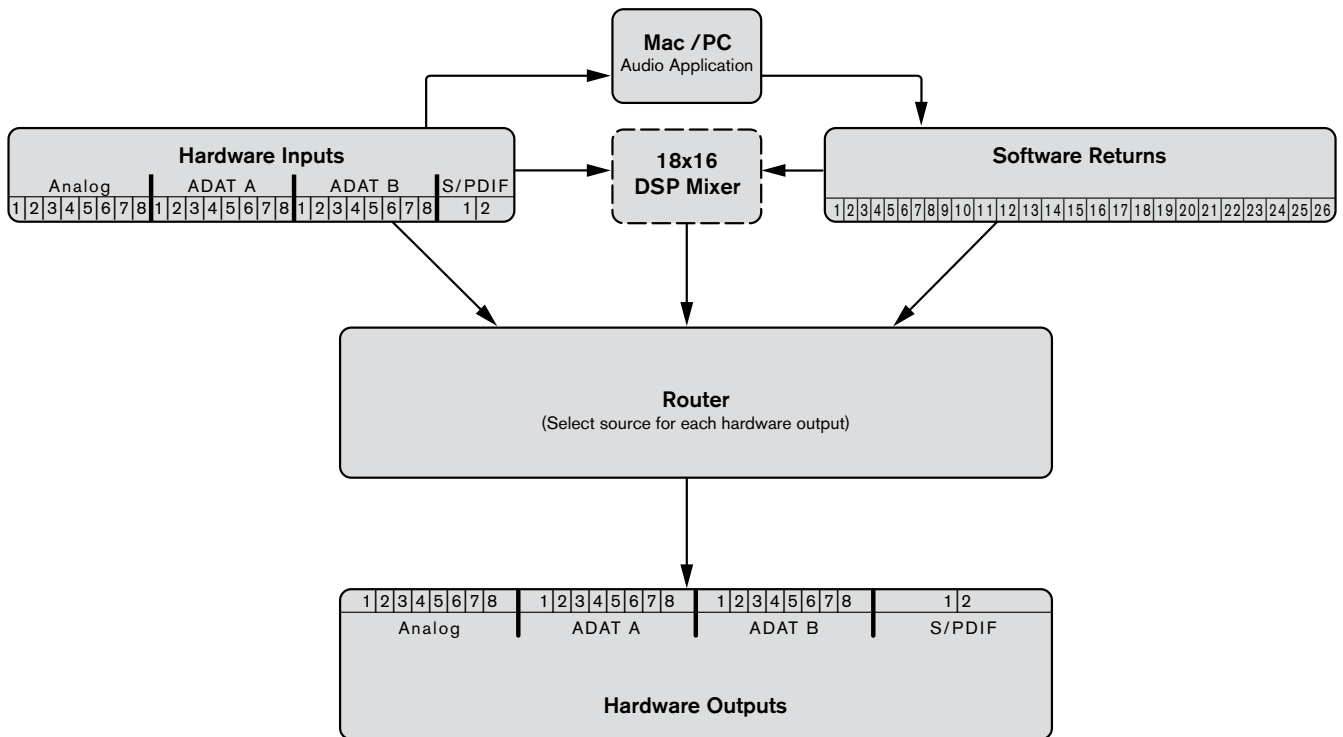 Mac /PC
Audio Application
Hardware Inputs
Analog ADAT A ADAT B S/PDIF
1 2 3 4 5 6 7 8 1 2 3 4 5 6 7 8 1 2 3 4 5 6 7 8 1 2
18x16
DSP Mixer
Software Returns
1 2 3 4 5 6 7 8 9 10 11 12 13 14 15 16 17 18 19 20 21 22 23 24 25 26
Router
(Select source for each hardware output)
1 2 3 4 5 6 7 8 1 2 3 4 5 6 7 8 1 2 3 4 5 6 7 8 1 2
Analog ADAT A ADAT B S/PDIF
Hardware Outputs